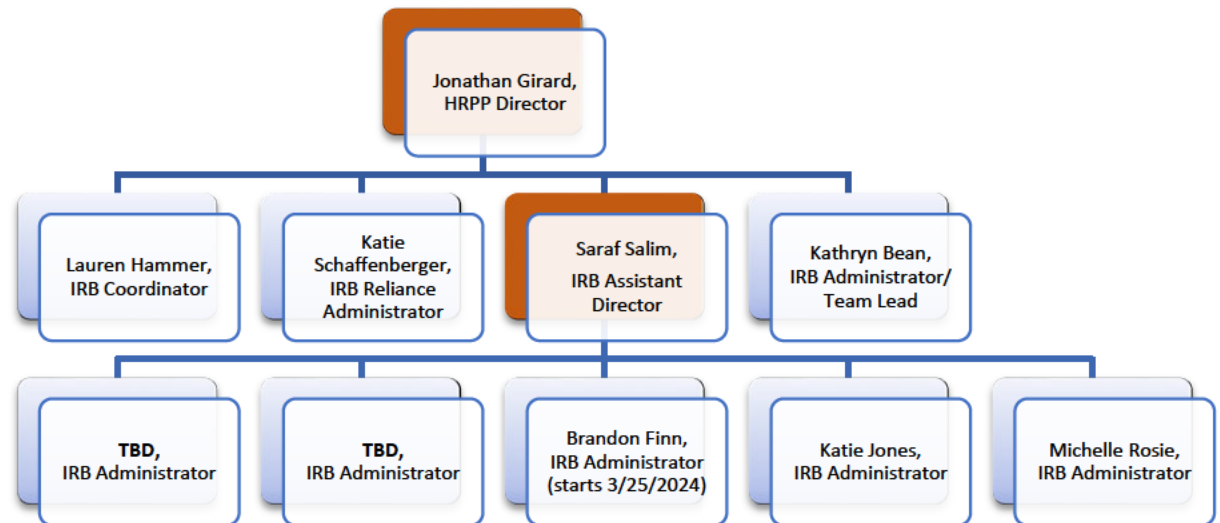 Jonathan Girard,
HRPP Director
Lauren Hammer,
IRB Coordinator
Katie
Schaffenberger,
IRB Reliance
Administrator
Saraf Salim,
IRB Assistant
Director
Kathryn Bean,
IRB Administrator/
Team Lead
TBD,
IRB Administrator
TBD,
IRB Administrator
Brandon Finn,
IRB Administrator
(starts 3/25/2024)
Katie Jones,
IRB Administrator
Michelle Rosie,
IRB Administrator